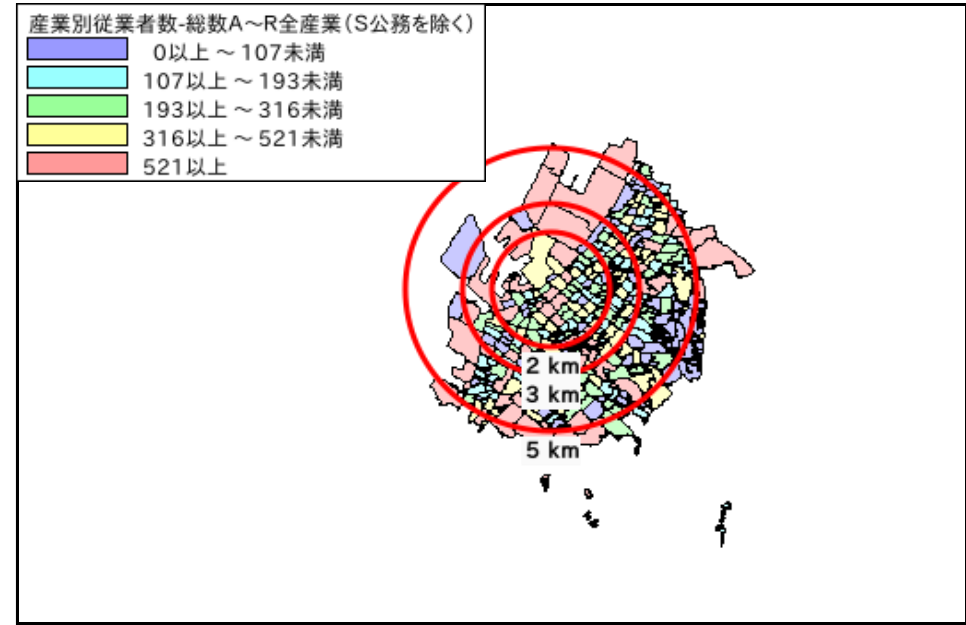 産業別従業者数-総数A～R全産業(S公務を除く)
0以上 ～ 107未満
107以上 ～ 193未満
193以上 ～ 316未満
316以上 ～ 521未満
521以上
2 km
3 km
5 km